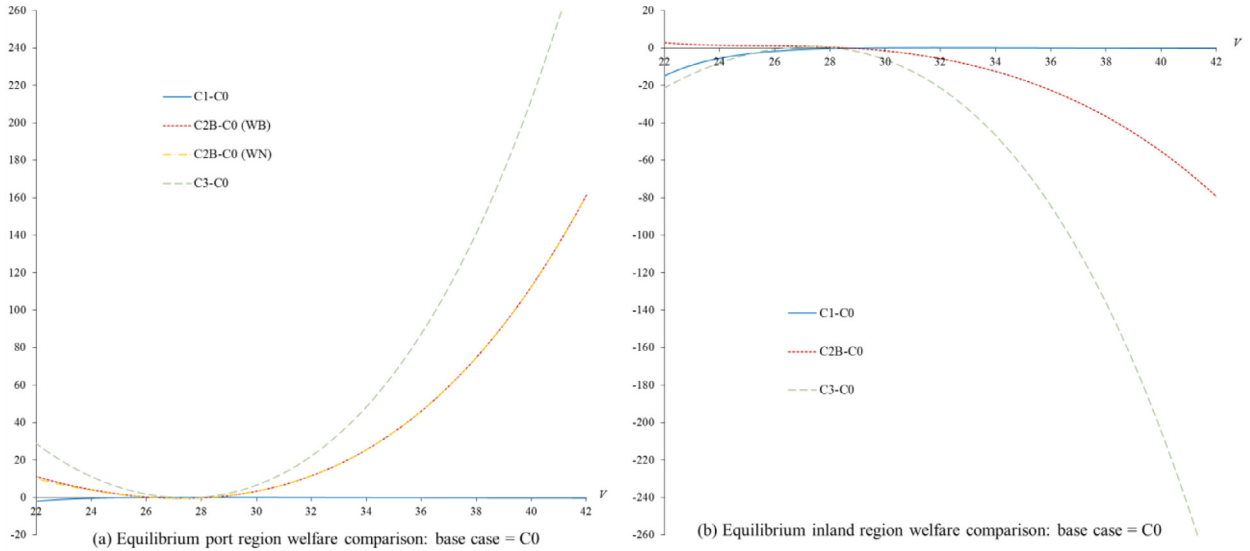 260
240
220
200
180
160
140
120
100
80
60
40
20
0
-20
22 24 26 28 30 32 34 36 38 40 42
V
C1-C0
C2B-C0 (WB)
C2B-C0 (WN)
C3-C0
(a) Equilibrium port region welfare comparison: base case = C0
20
0
-20
-40
-60
-80
-100
-120
-140
-160
-180
-200
-220
-240
-260
22 24 26 28 30 32 34 36 38 40 42
V
C1-C0
C2B-C0
C3-C0
(b) Equilibrium inland region welfare comparison: base case = C0